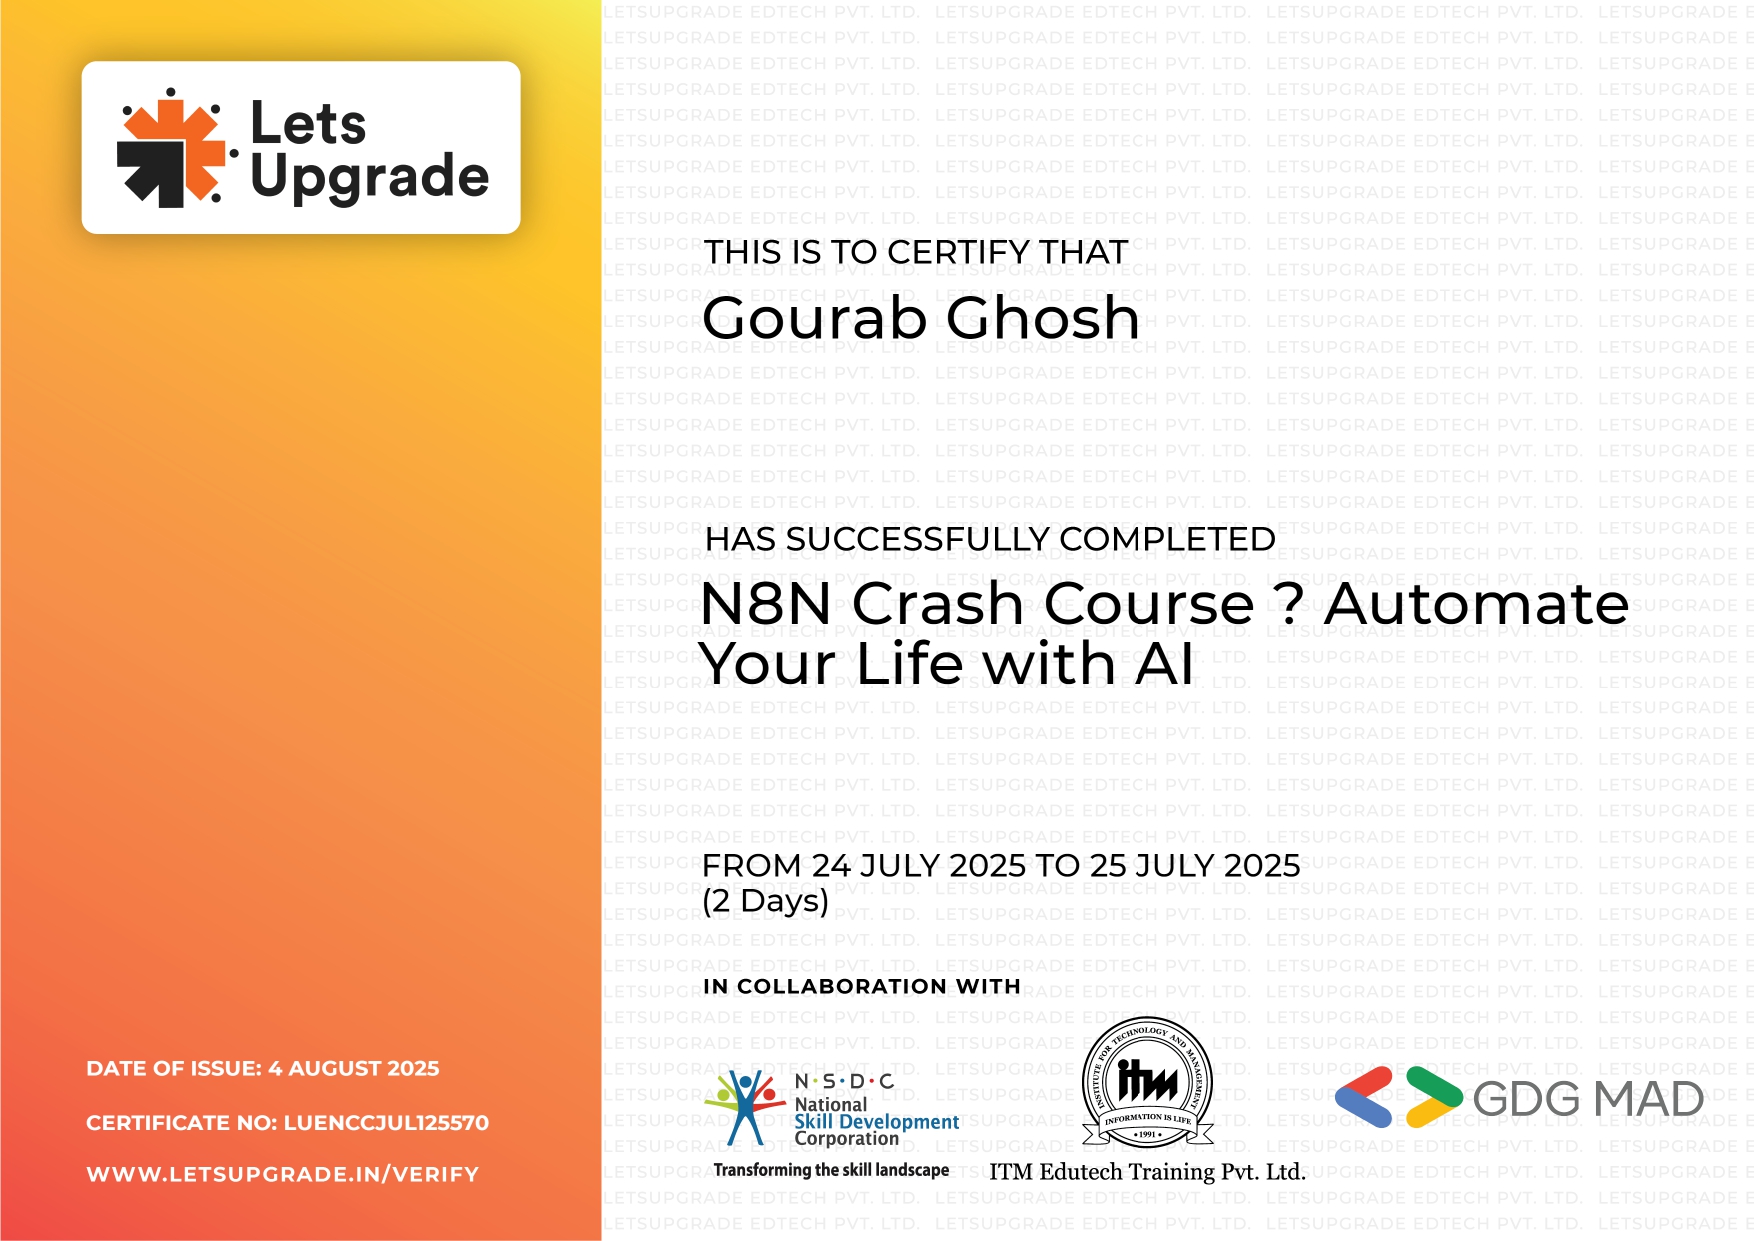 Lets
Upgrade
THIS IS TO CERTIFY THAT
Gourab Ghosh
HAS SUCCESSFULLY COMPLETED
N8N Crash Course ? Automate
Your Life with AI
FROM 24 JULY 2025 TO 25 JULY 2025
(2 Days)
IN COLLABORATION WITH
N·S·D·C
National
Skill Development
Corporation
Transforming the skill landscape
INSTITUTE FOR TECHNOLOGY AND MANAGEMENT
itm
INFORMATION IS LIFE
• 1991 •
ITM Edutech Training Pvt. Ltd.
GDG MAD
DATE OF ISSUE: 4 AUGUST 2025
CERTIFICATE NO: LUENCCJUL125570
WWW.LETSUPGRADE.IN/VERIFY
LETSUPGRADE EDTECH PVT. LTD.